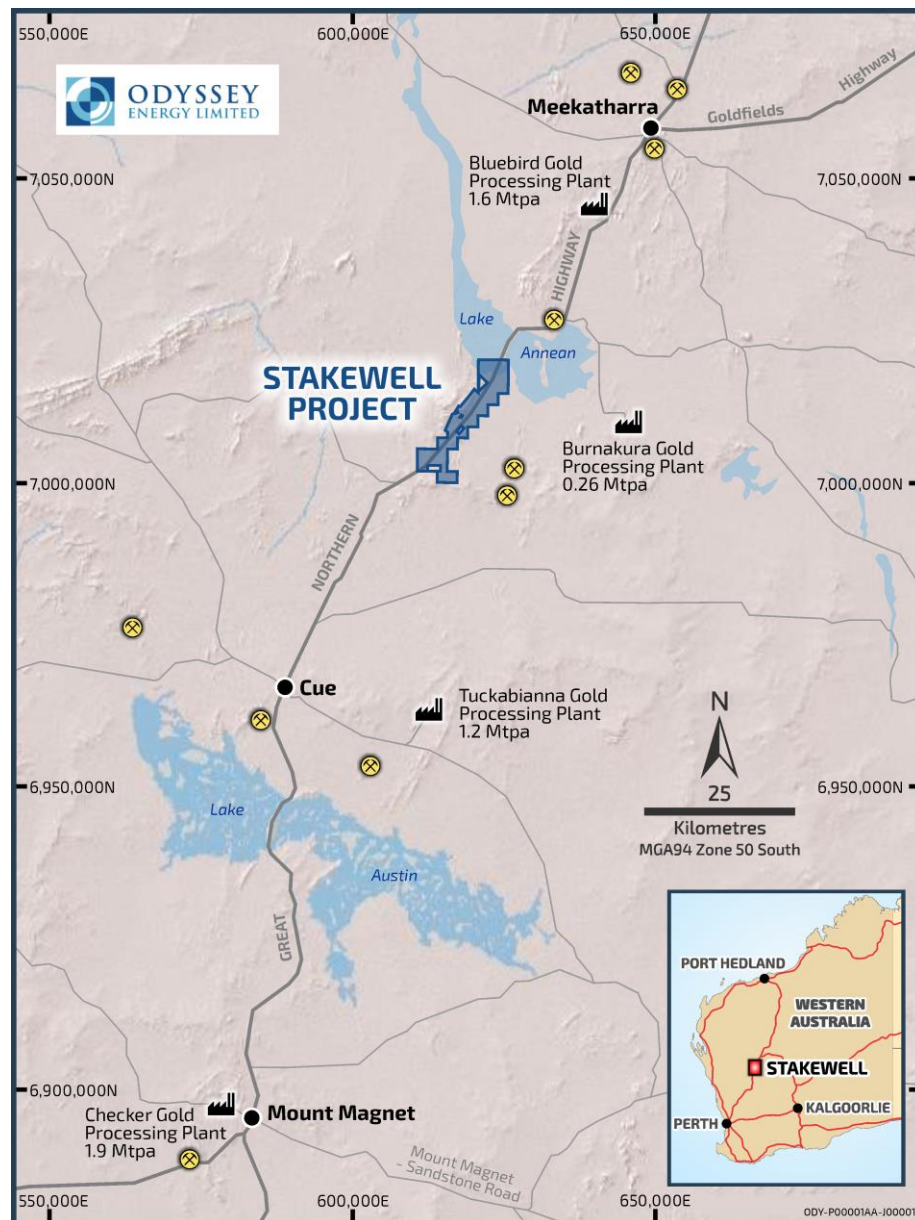 550,000E
600,000E
650,000E
ODYSSEY
ENERGY LIMITED
Meekatharra
Goldfields
Highway
Bluebird Gold
Processing Plant
1.6 Mtpa
7,050,000N
7,050,000N
HIGHWAY
Lake
Annean
STAKEWELL
PROJECT
Burnakura Gold
Processing Plant
0.26 Mtpa
7,000,000N
7,000,000N
NORTHERN
Cue
Tuckabianna Gold
Processing Plant
1.2 Mtpa
N
6,950,000N
6,950,000N
25
Kilometres
MGA94 Zone 50 South
Lake
Austin
GREAT
PORT HEDLAND
WESTERN
AUSTRALIA
STAKEWELL
KALGOORLIE
PERTH
6,900,000N
Checker Gold
Processing Plant
1.9 Mtpa
Mount Magnet
Mount Magnet
- Sandstone Road
550,000E
600,000E
650,000E
ODY-P00001AA-J00001